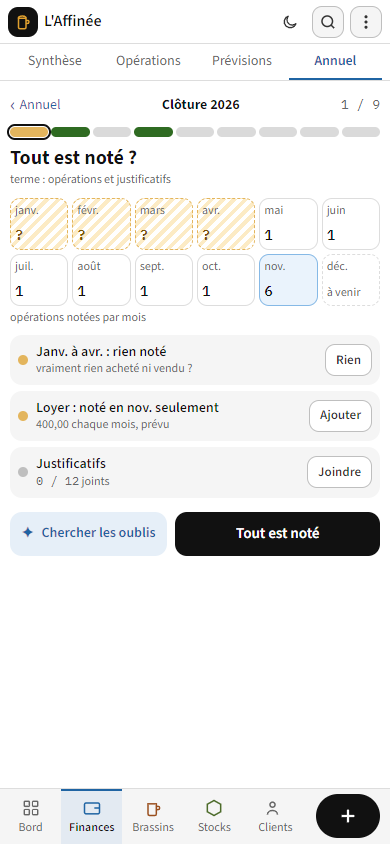 L'Affinée
Synthèse Opérations Prévisions Annuel
‹ Annuel Clôture 2026 1 / 9
Tout est noté ?
terme : opérations et justificatifs
janv. févr. mars avr. mai juin
? ? ? ? 1 1
juil. août sept. oct. nov. déc.
1 1 1 1 6 à venir
opérations notées par mois
Janv. à avr. : rien noté
vraiment rien acheté ni vendu ?
Rien
Loyer : noté en nov. seulement
400,00 chaque mois, prévu
Ajouter
Justificatifs
0 / 12 joints
Joindre
Chercher les oublis
Tout est noté
Bord Finances Brassins Stocks Clients